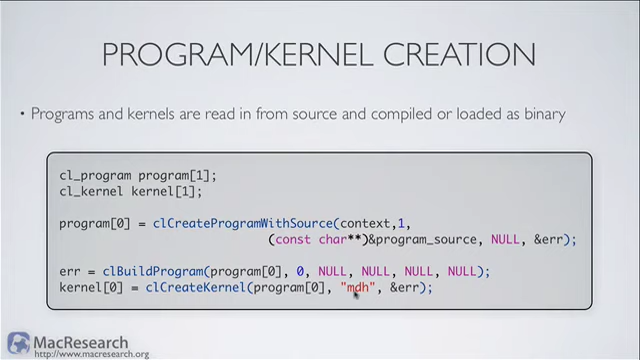 PROGRAM/KERNEL CREATION
• Programs and kernels are read in from source and compiled or loaded as binary
cl_program program[1];
cl_kernel kernel[1];
program[0] = clCreateProgramWithSource(context,1,
(const char**)&program_source, NULL, &err);
err = clBuildProgram(program[0], 0, NULL, NULL, NULL, NULL);
kernel[0] = clCreateKernel(program[0], "mdh", &err);
MacResearch
http://www.macresearch.org